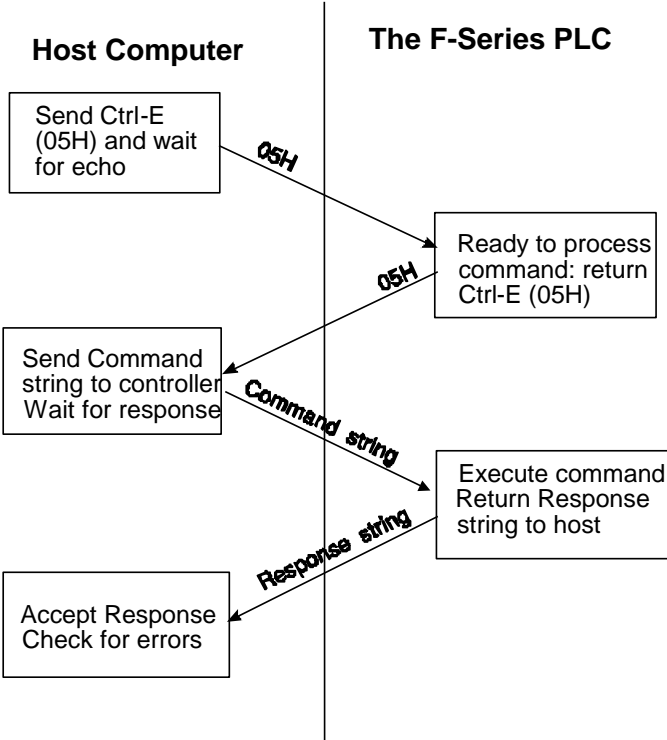 Host Computer
The F-Series PLC
Send Ctrl-E
(05H) and wait
for echo
05H
Ready to process
command: return
Ctrl-E (05H)
05H
Send Command
string to controller
Wait for response
Command string
Execute command
Return Response
string to host
Response string
Accept Response
Check for errors